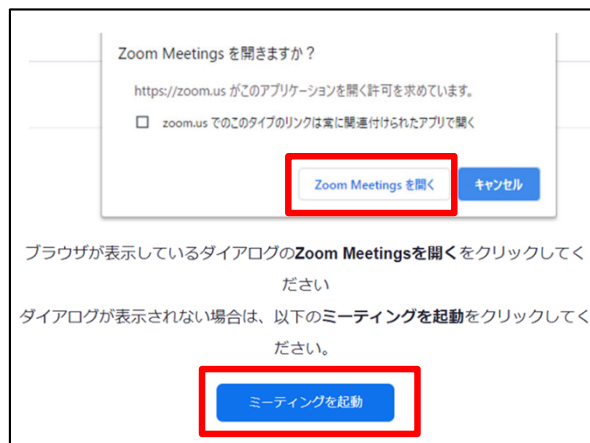 Zoom Meetings を開きますか？
https://zoom.us がこのアプリケーションを開く許可を求めています。
zoom.us でのこのタイプのリンクは常に関連付けられたアプリで開く
Zoom Meetings を開く キャンセル
ブラウザが表示しているダイアログのZoom Meetingsを開くをクリックしてく
ださい
ダイアログが表示されない場合は、以下のミーティングを起動をクリックしてく
ださい。
ミーティングを起動